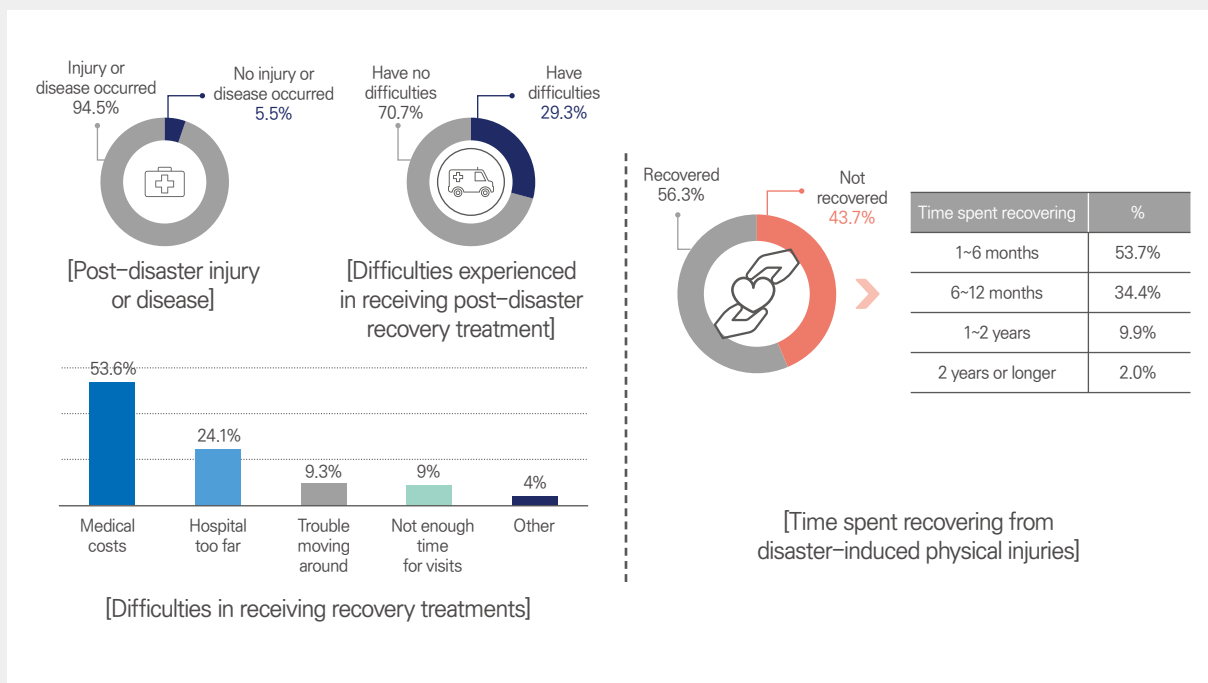 Injury or
disease occurred
94.5%
No injury or
disease occurred
5.5%
[Post-disaster injury
or disease]
Have no
difficulties
70.7%
Have
difficulties
29.3%
[Difficulties experienced
in receiving post-disaster
recovery treatment]
53.6%
24.1%
9.3%
9%
4%
Medical
costs
Hospital
too far
Trouble
moving
around
Not enough
time
for visits
Other
[Difficulties in receiving recovery treatments]
Recovered
56.3%
Not
recovered
43.7%
Time spent recovering %
1~6 months 53.7%
6~12 months 34.4%
1~2 years 9.9%
2 years or longer 2.0%
[Time spent recovering from
disaster-induced physical injuries]